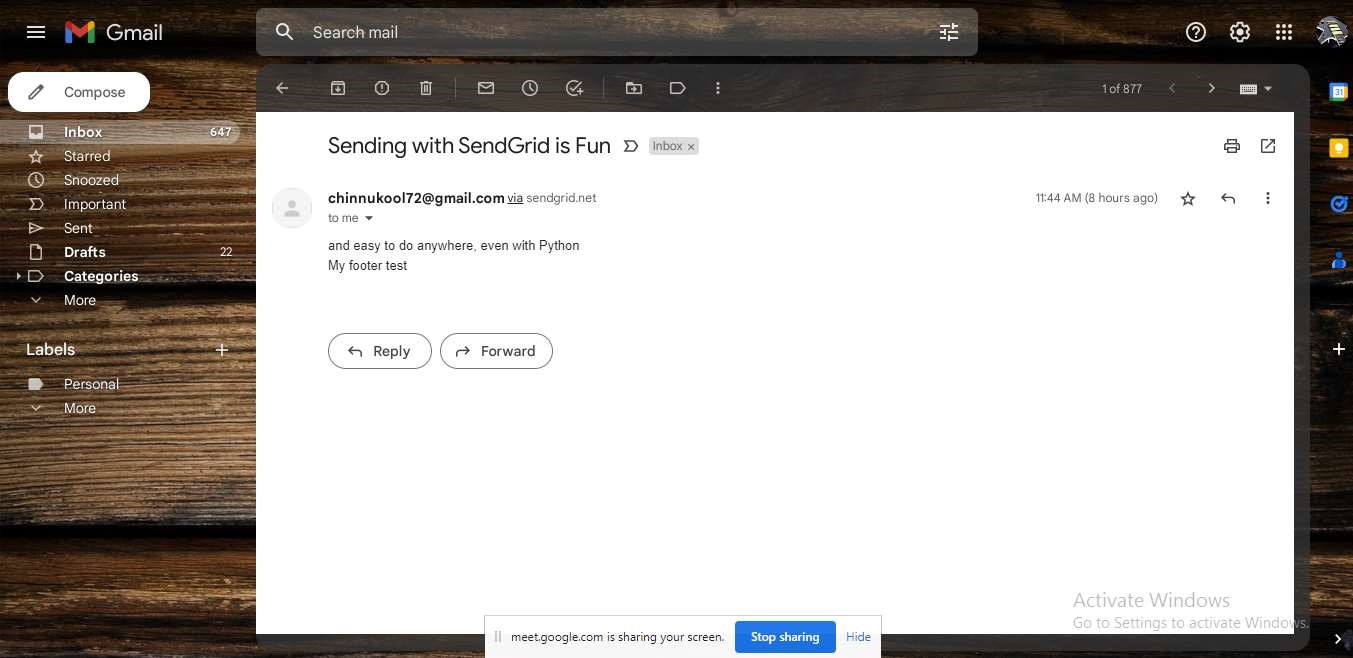 Gmail
Search mail
Compose
1 of 877
31
Inbox 647
Starred
Snoozed
Important
Sent
Drafts 22
Categories
More
Labels
Personal
More
Sending with SendGrid is Fun
Inbox ×
chinnukool72@gmail.com via sendgrid.net
11:44 AM (8 hours ago)
to me
and easy to do anywhere, even with Python
My footer test
Reply
Forward
Activate Windows
Go to Settings to activate Windows.
meet.google.com is sharing your screen.
Stop sharing
Hide